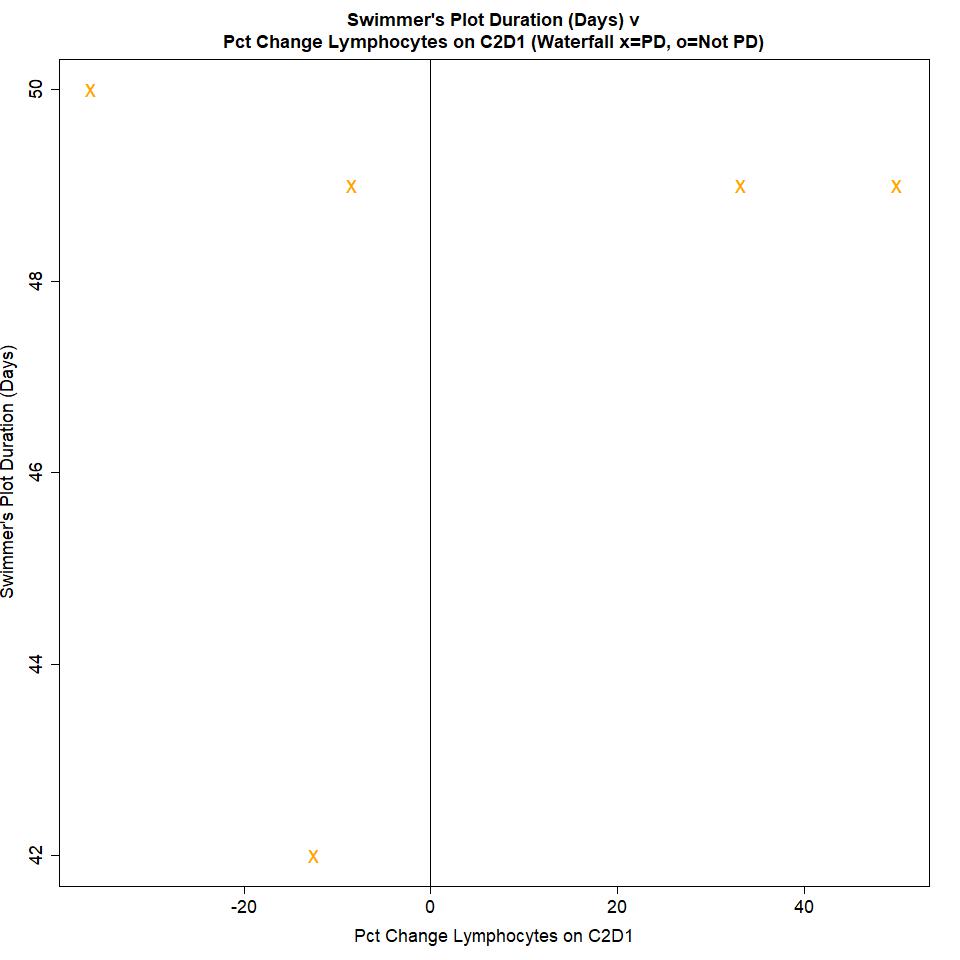 Swimmer's Plot Duration (Days) v
Pct Change Lymphocytes on C2D1 (Waterfall x=PD, o=Not PD)
50
48
46
44
42
Swimmer's Plot Duration (Days)
X
X
X
X
X
-20
0
20
40
Pct Change Lymphocytes on C2D1